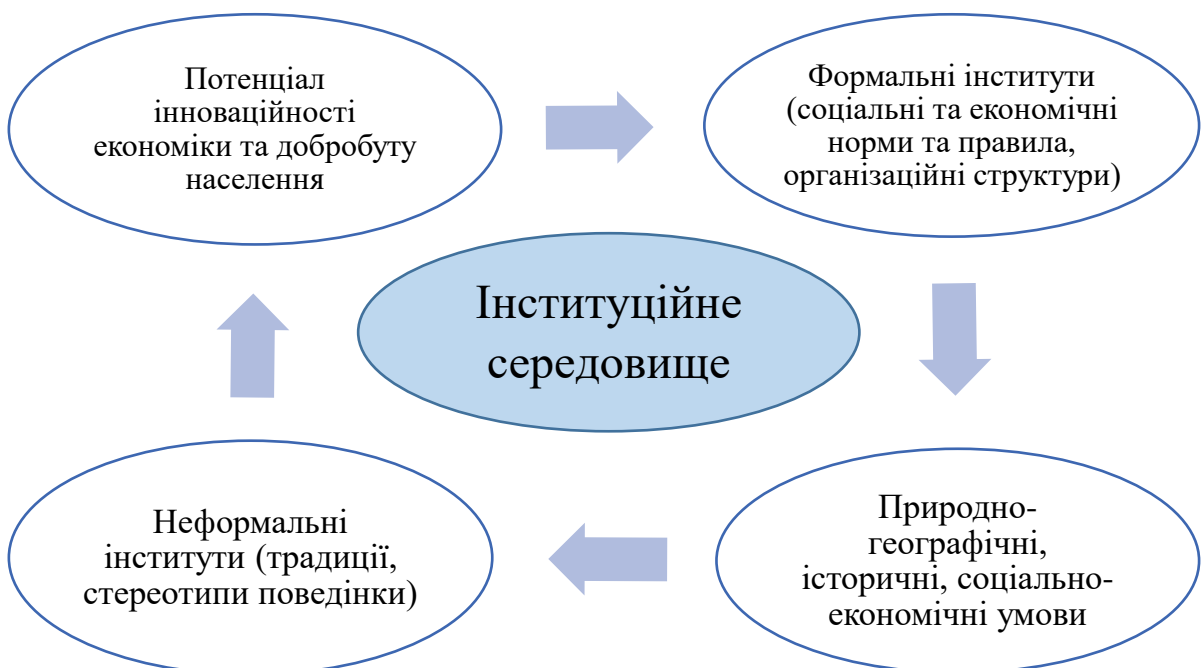 Потенціал
інноваційності
економіки та добробуту
населення
Формальні інститути
(соціальні та економічні
норми та правила,
організаційні структури)
Інституційне
середовище
Неформальні
інститути (традиції,
стереотипи поведінки)
Природно-
географічні,
історичні, соціально-
економічні умови